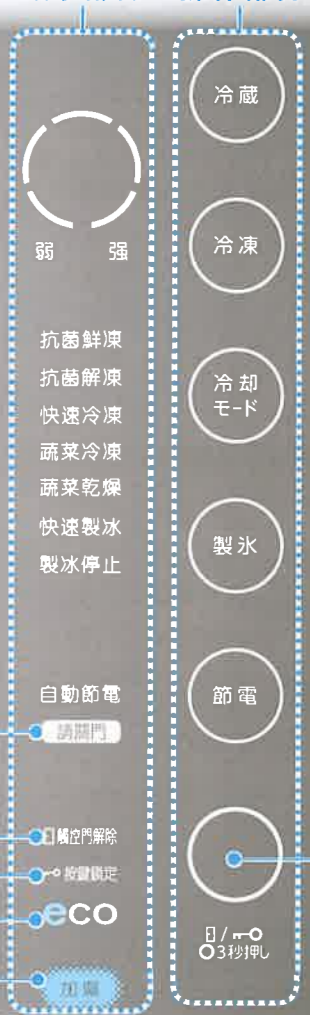 弱 強
抗菌鮮凍
抗菌解凍
快速冷凍
蔬菜冷凍
蔬菜乾燥
快速製冰
製冰停止
自動節電
請關門
觸控門解除
按鍵鎖定
eco
冷蔵
冷凍
冷却
モード
製氷
節電
3秒押し